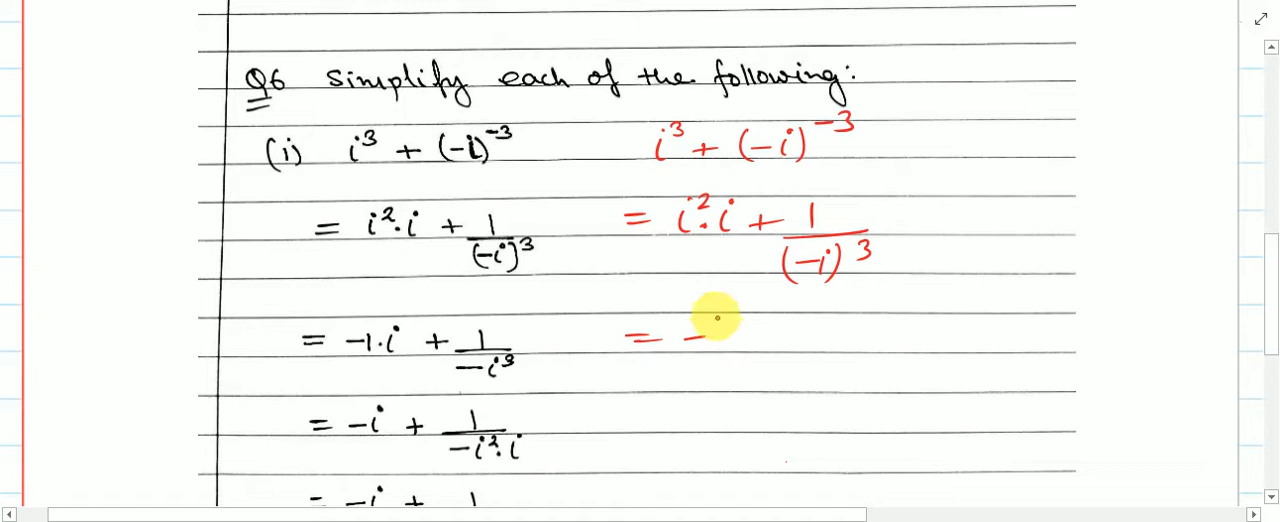 Q6 Simplify each of the following:
(i) i³ + (-i)⁻³ i³ + (-i)⁻³
= i²·i + 1/(-i)³ = i²·i + 1/(-i)³
= -1·i + 1/-i³ = -
= -i + 1/-i²·i
= -i + 1